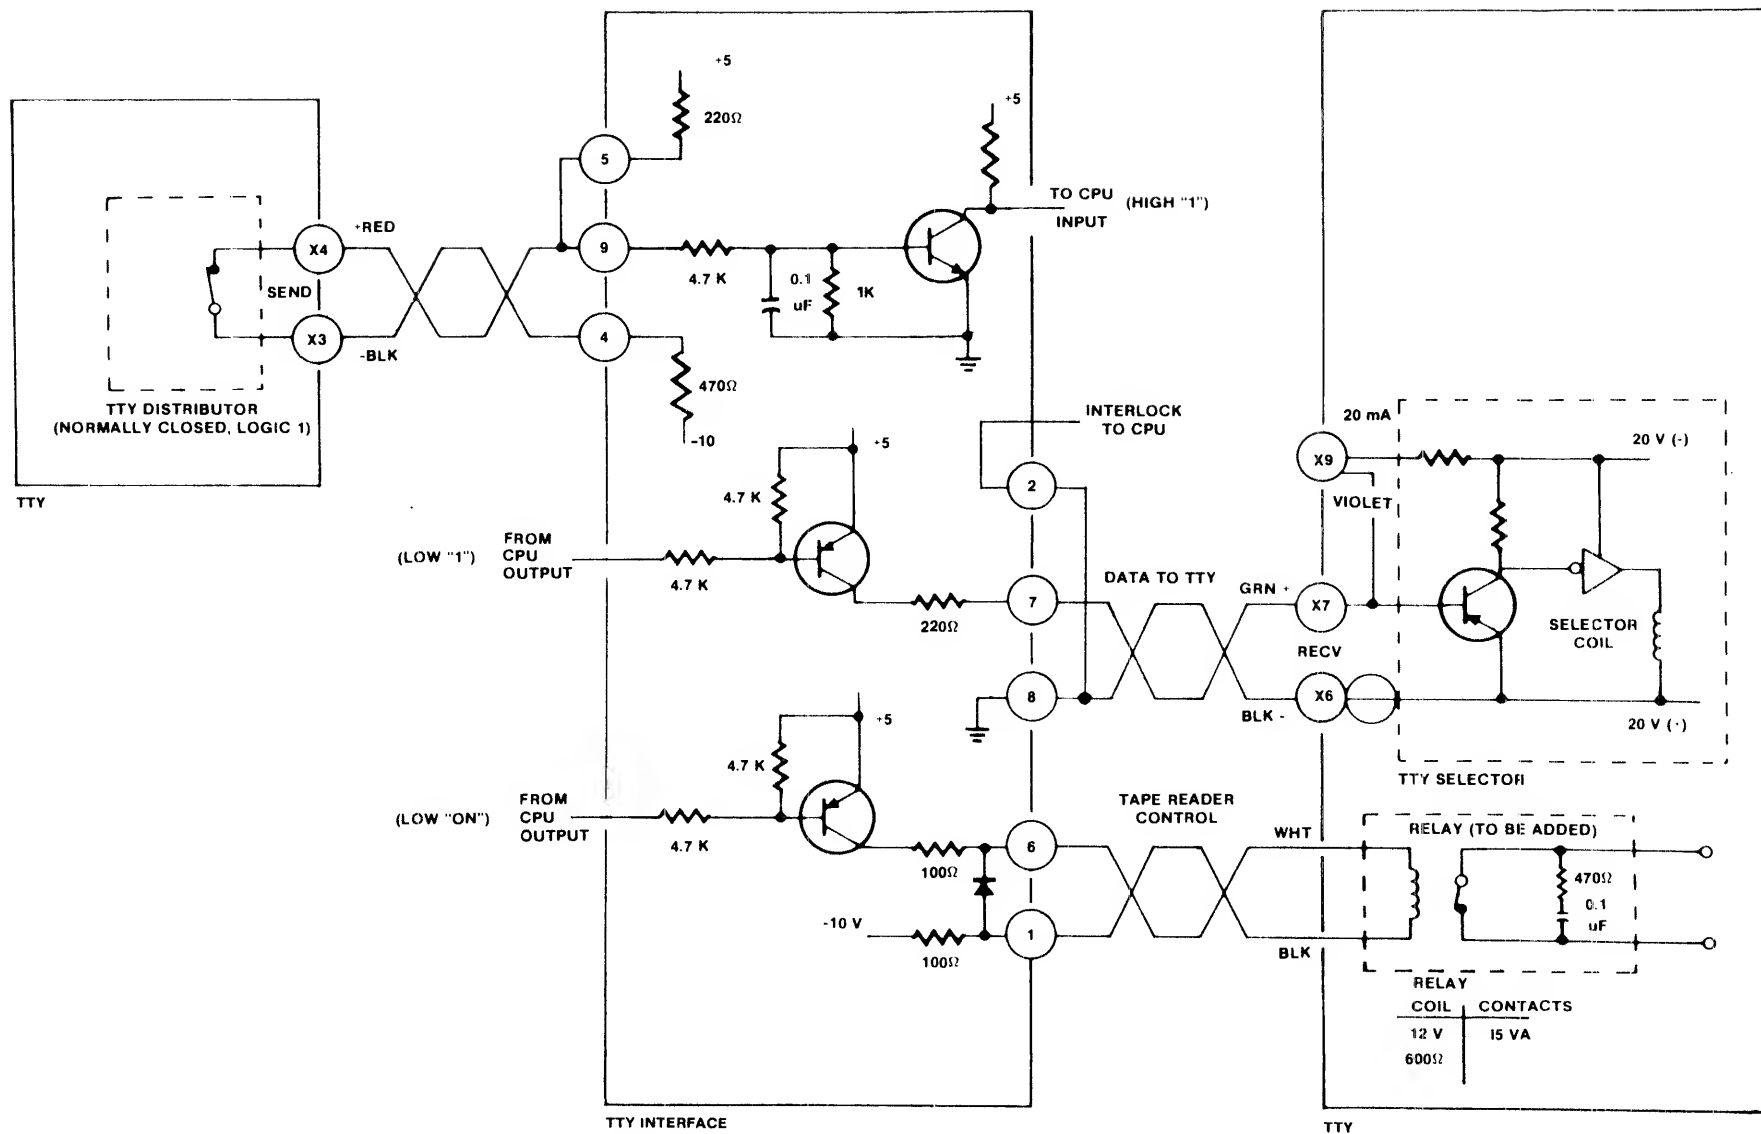 +5
220Ω
5
+5
TO CPU (HIGH "1")
INPUT
+RED
X4
9
4.7 K
0.1
uF
1K
SEND
X3
-BLK
4
470Ω
-10
TTY DISTRIBUTOR
(NORMALLY CLOSED, LOGIC 1)
TTY
INTERLOCK
TO CPU
2
+5
4.7 K
(LOW "1")
FROM
CPU
OUTPUT
4.7 K
220Ω
7
DATA TO TTY
8
20 mA
X9
VIOLET
20 V (-)
GRN +
X7
RECV
SELECTOR
COIL
X6
BLK -
20 V (+)
TTY SELECTOR
+5
4.7 K
(LOW "ON")
FROM
CPU
OUTPUT
4.7 K
100Ω
6
TAPE READER
CONTROL
-10 V
100Ω
1
WHT
BLK
RELAY (TO BE ADDED)
470Ω
0.1
uF
RELAY
COIL CONTACTS
12 V 15 VA
600Ω
TTY INTERFACE
TTY